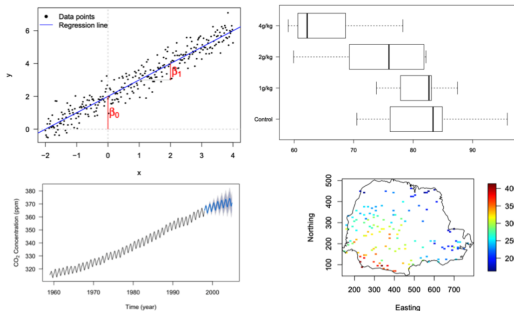 Data points
Regression line
y
6
4
2
0
β₁
β₀
−2 −1 0 1 2 3 4
x
4g/kg
2g/kg
1g/kg
Control
60 70 80 90
CO₂ Concentration (ppm)
380
370
360
350
340
330
320
1960 1970 1980 1990 2000
Time (year)
Northing
500
400
300
200
100
200 300 400 500 600 700
Easting
40
35
30
25
20